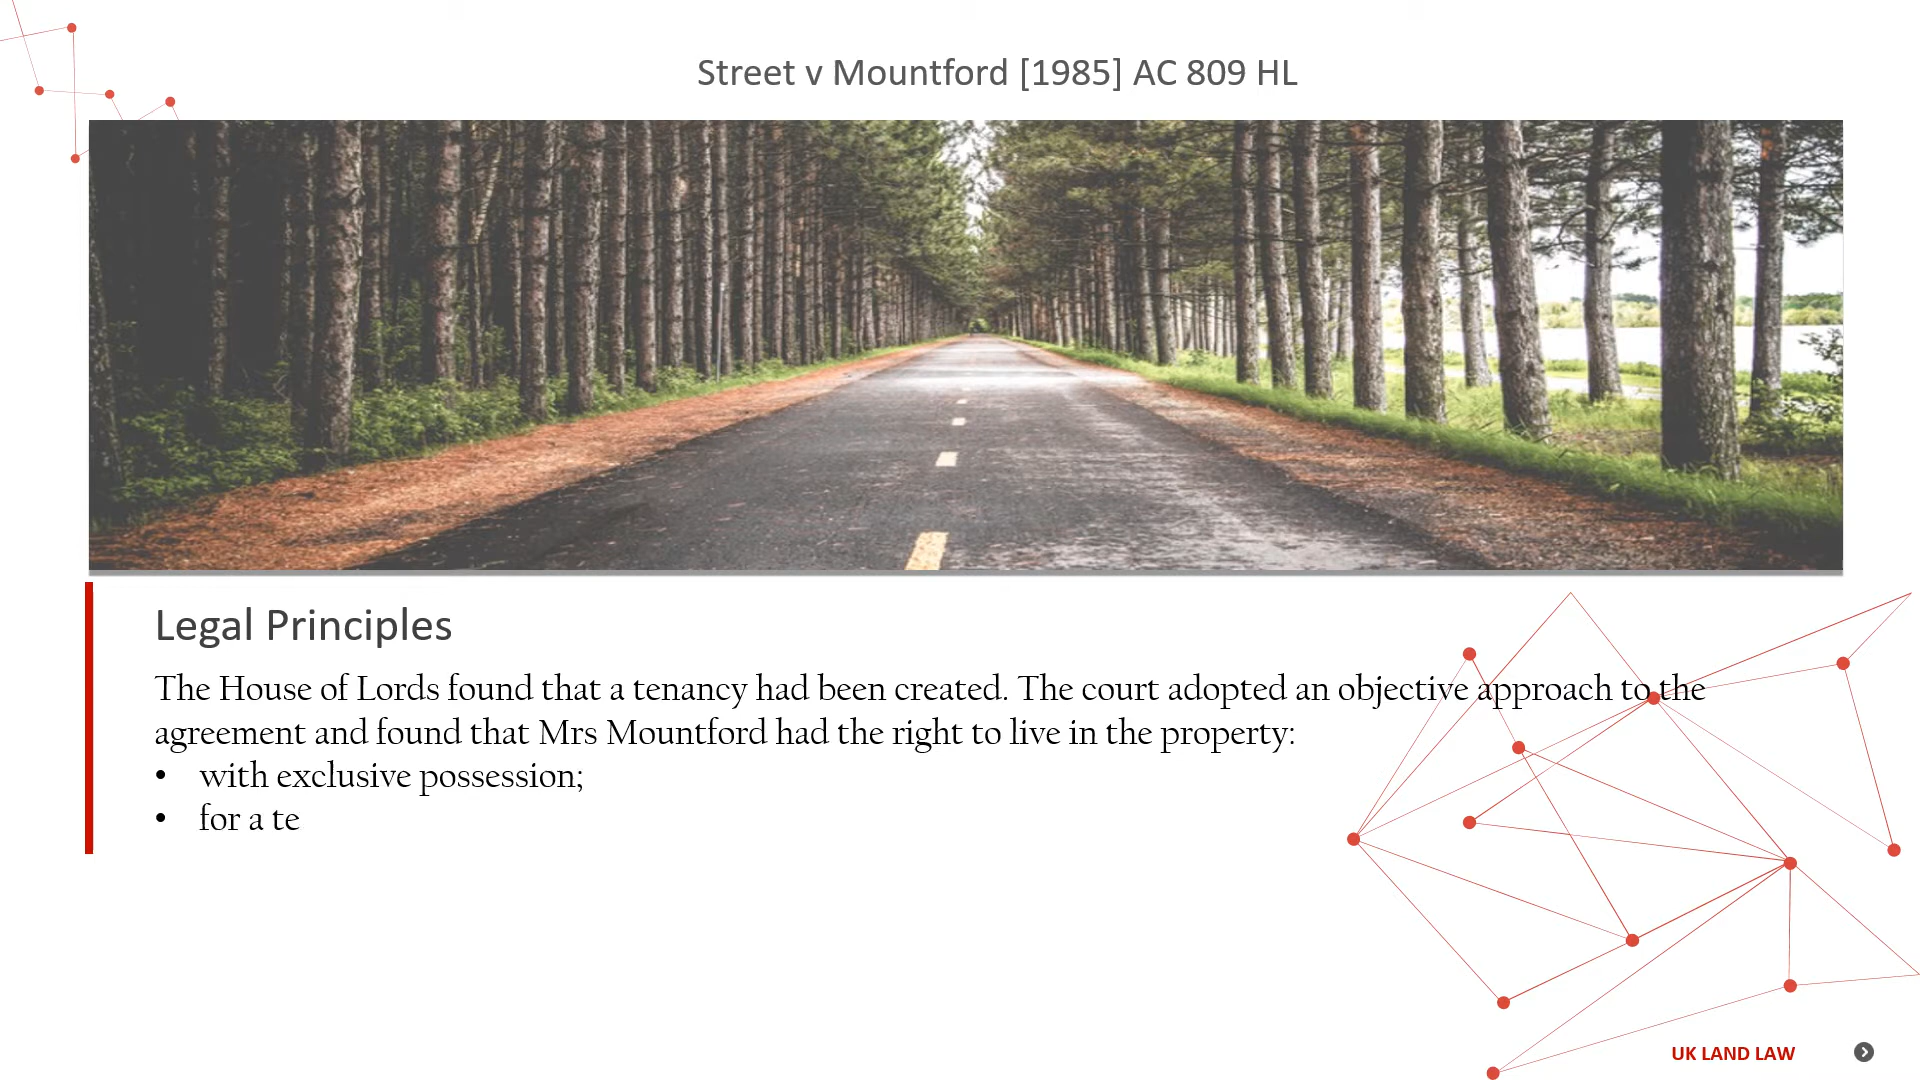 Street v Mountford [1985] AC 809 HL
Legal Principles
The House of Lords found that a tenancy had been created. The court adopted an objective approach to the
agreement and found that Mrs Mountford had the right to live in the property:
• with exclusive possession;
• for a te
UK LAND LAW